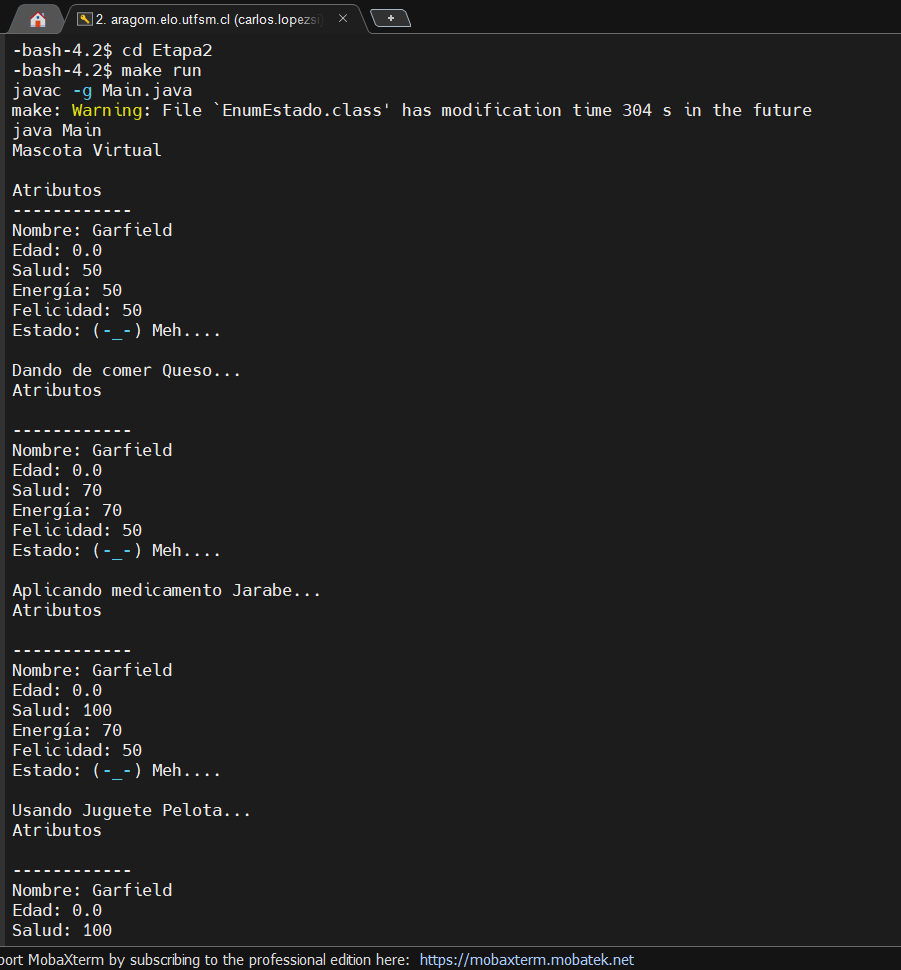 2. aragorn.elo.utfsm.cl (carlos.lopezs
-bash-4.2$ cd Etapa2
-bash-4.2$ make run
javac -g Main.java
make: Warning: File `EnumEstado.class' has modification time 304 s in the future
java Main
Mascota Virtual
Atributos
------------
Nombre: Garfield
Edad: 0.0
Salud: 50
Energía: 50
Felicidad: 50
Estado: (-_-) Meh....
Dando de comer Queso...
Atributos
------------
Nombre: Garfield
Edad: 0.0
Salud: 70
Energía: 70
Felicidad: 50
Estado: (-_-) Meh....
Aplicando medicamento Jarabe...
Atributos
------------
Nombre: Garfield
Edad: 0.0
Salud: 100
Energía: 70
Felicidad: 50
Estado: (-_-) Meh....
Usando Juguete Pelota...
Atributos
------------
Nombre: Garfield
Edad: 0.0
Salud: 100
port MobaXterm by subscribing to the professional edition here: https://mobaxterm.mobatek.net